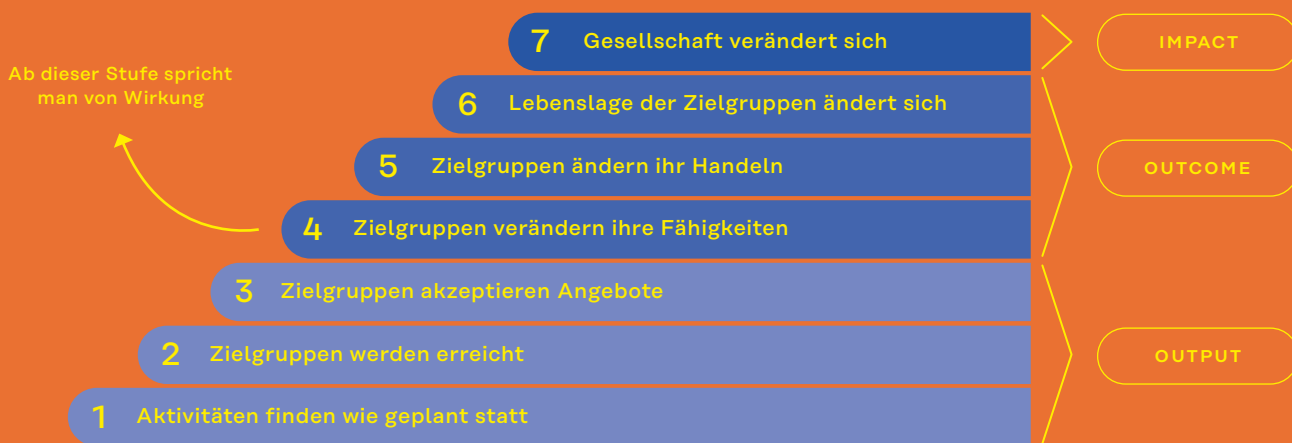 7 Gesellschaft verändert sich
IMPACT
Ab dieser Stufe spricht
man von Wirkung
6 Lebenslage der Zielgruppen ändert sich
5 Zielgruppen ändern ihr Handeln
OUTCOME
4 Zielgruppen verändern ihre Fähigkeiten
3 Zielgruppen akzeptieren Angebote
2 Zielgruppen werden erreicht
OUTPUT
1 Aktivitäten finden wie geplant statt